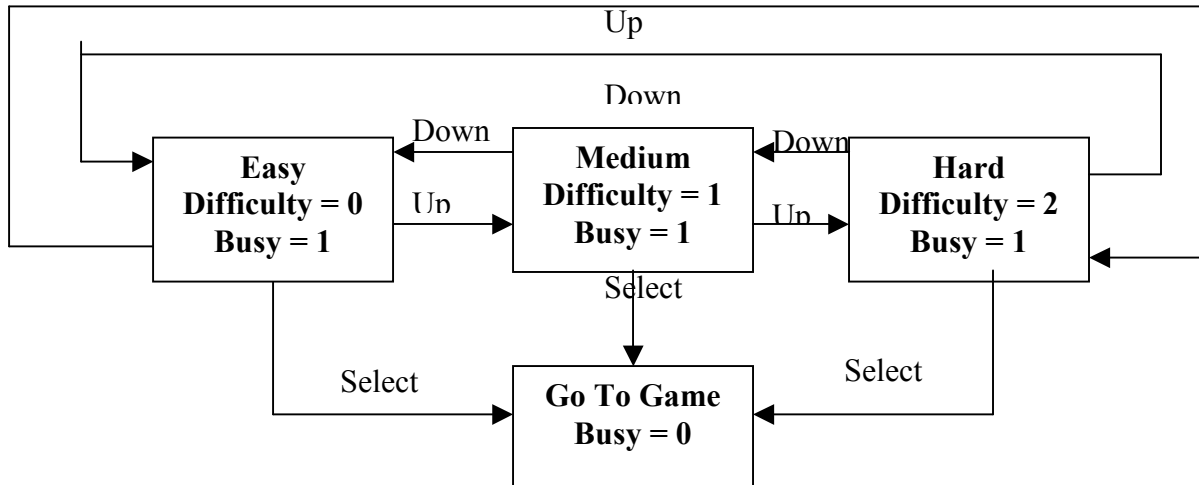 Up
Down
Down
Down
Easy
Difficulty = 0
Busy = 1
Up
Medium
Difficulty = 1
Busy = 1
Up
Hard
Difficulty = 2
Busy = 1
Select
Select
Select
Go To Game
Busy = 0